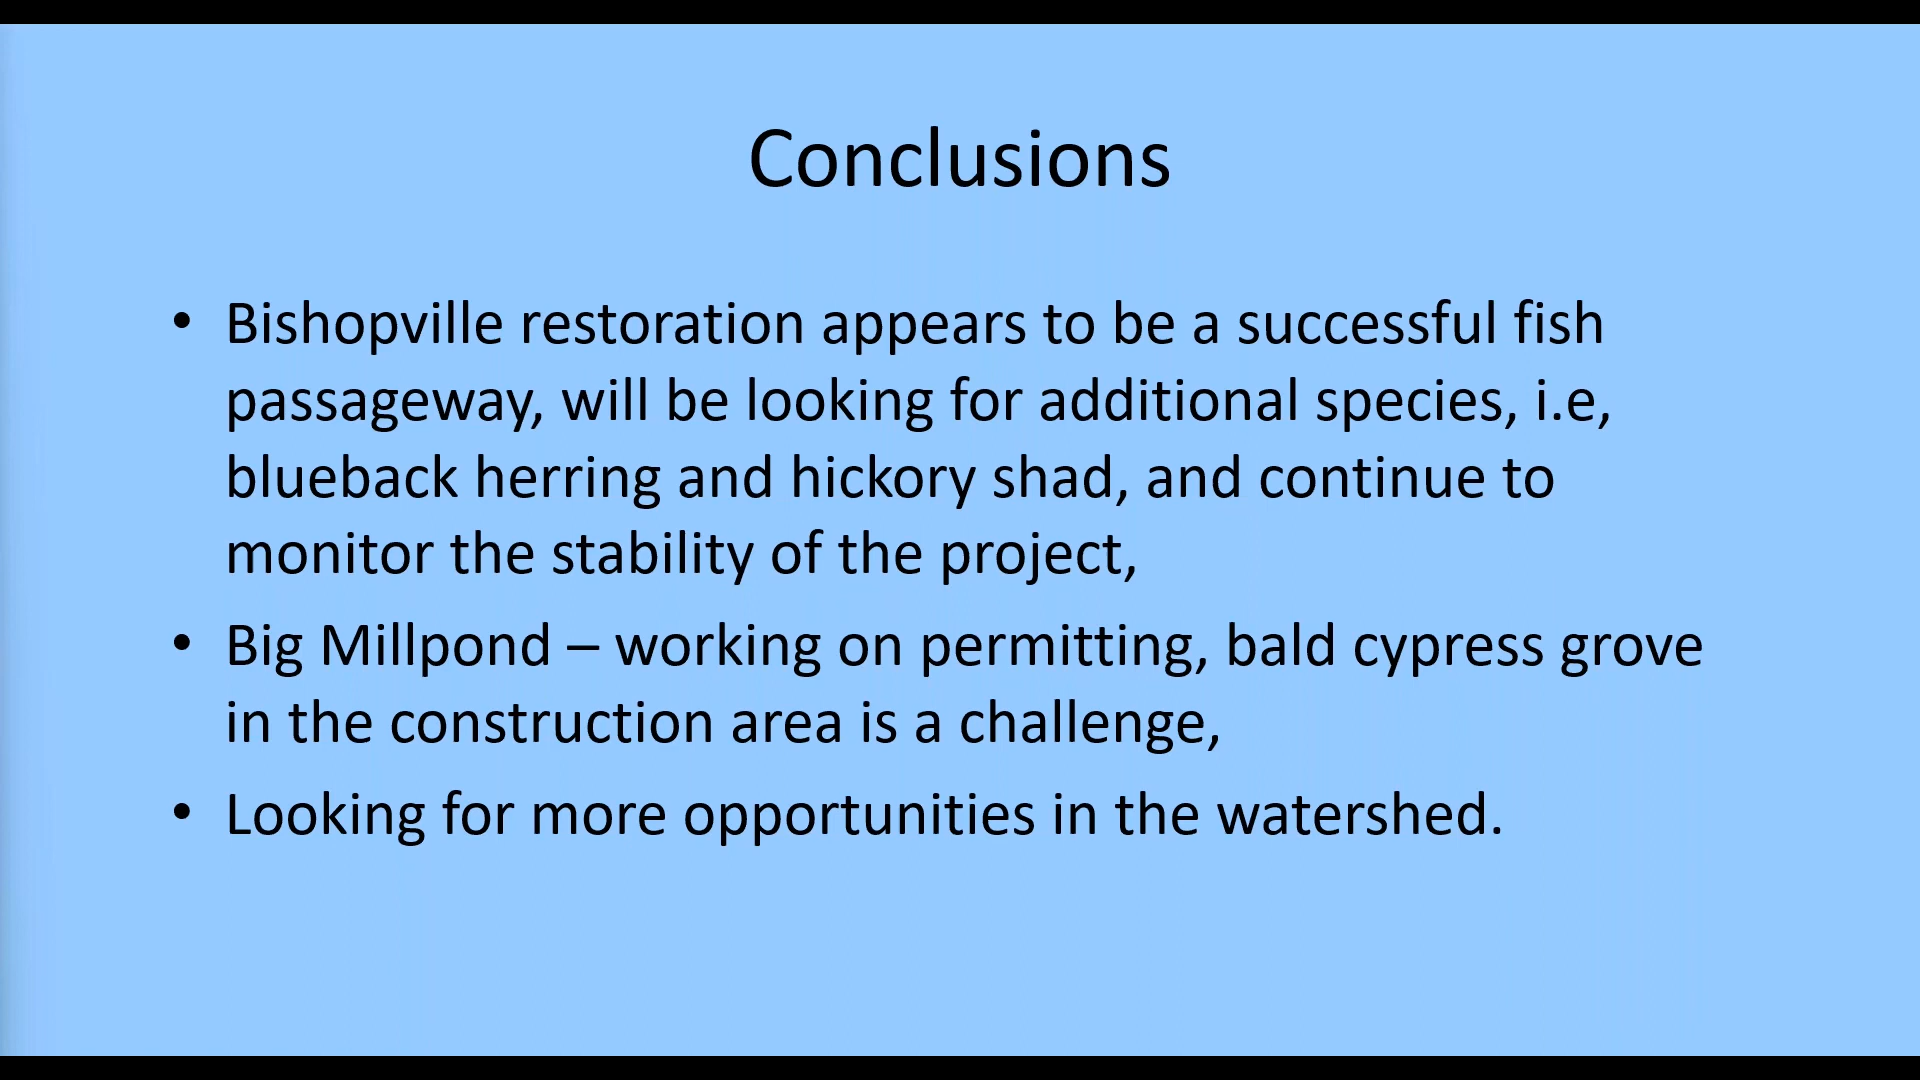 Conclusions
• Bishopville restoration appears to be a successful fish
passageway, will be looking for additional species, i.e,
blueback herring and hickory shad, and continue to
monitor the stability of the project,
• Big Millpond – working on permitting, bald cypress grove
in the construction area is a challenge,
• Looking for more opportunities in the watershed.